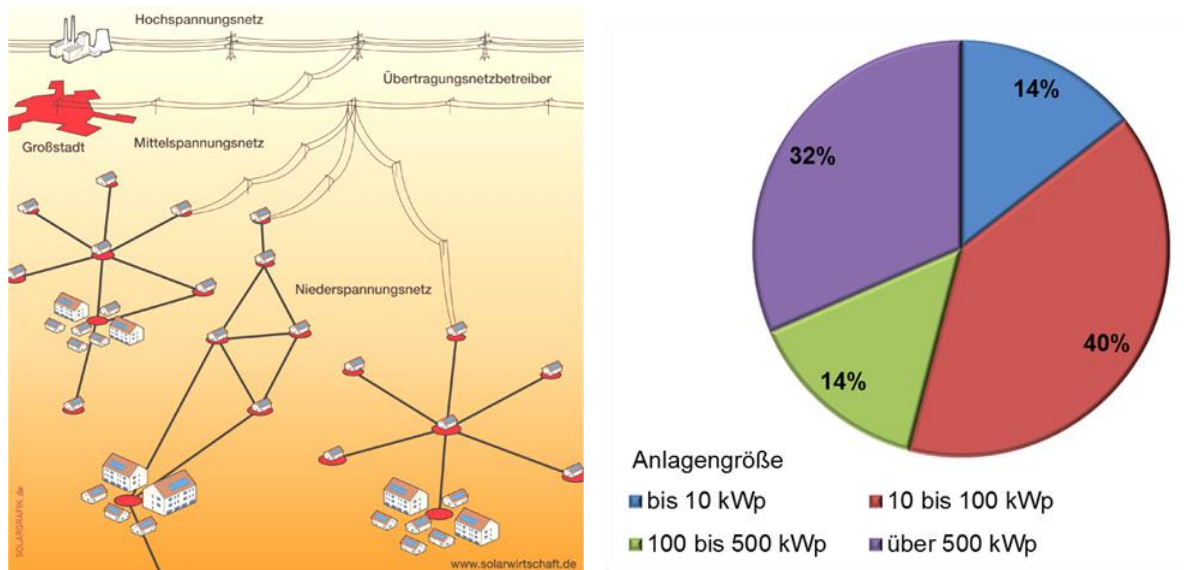 Hochspannungsnetz
Übertragungsnetzbetreiber
Großstadt
Mittelspannungsnetz
Niederspannungsnetz
SOLARGRAFIK.de
www.solarwirtschaft.de
14%
32%
40%
14%
Anlagengröße
bis 10 kWp
10 bis 100 kWp
100 bis 500 kWp
über 500 kWp